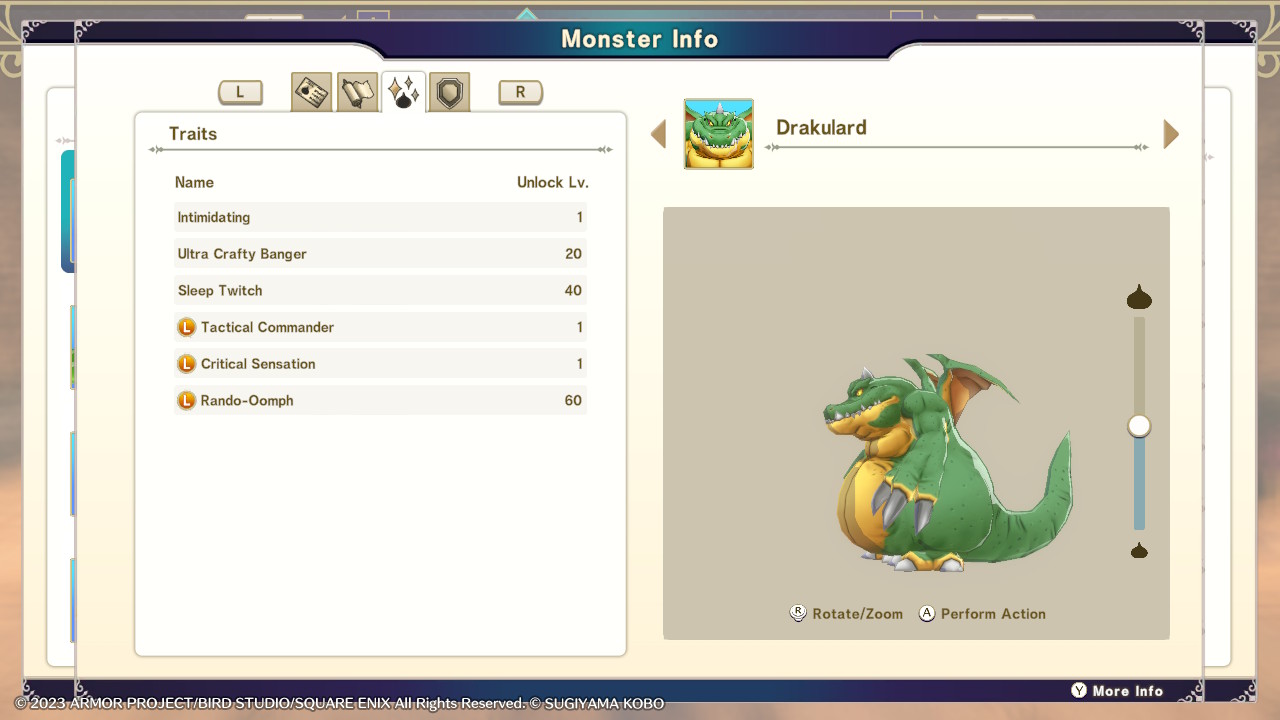 Monster Info
L
R
Traits
Name Unlock Lv.
Intimidating 1
Ultra Crafty Banger 20
Sleep Twitch 40
L Tactical Commander 1
L Critical Sensation 1
L Rando-Oomph 60
Drakulard
R Rotate/Zoom A Perform Action
Y More Info
© 2023 ARMOR PROJECT/BIRD STUDIO/SQUARE ENIX All Rights Reserved. © SUGIYAMA KOBO